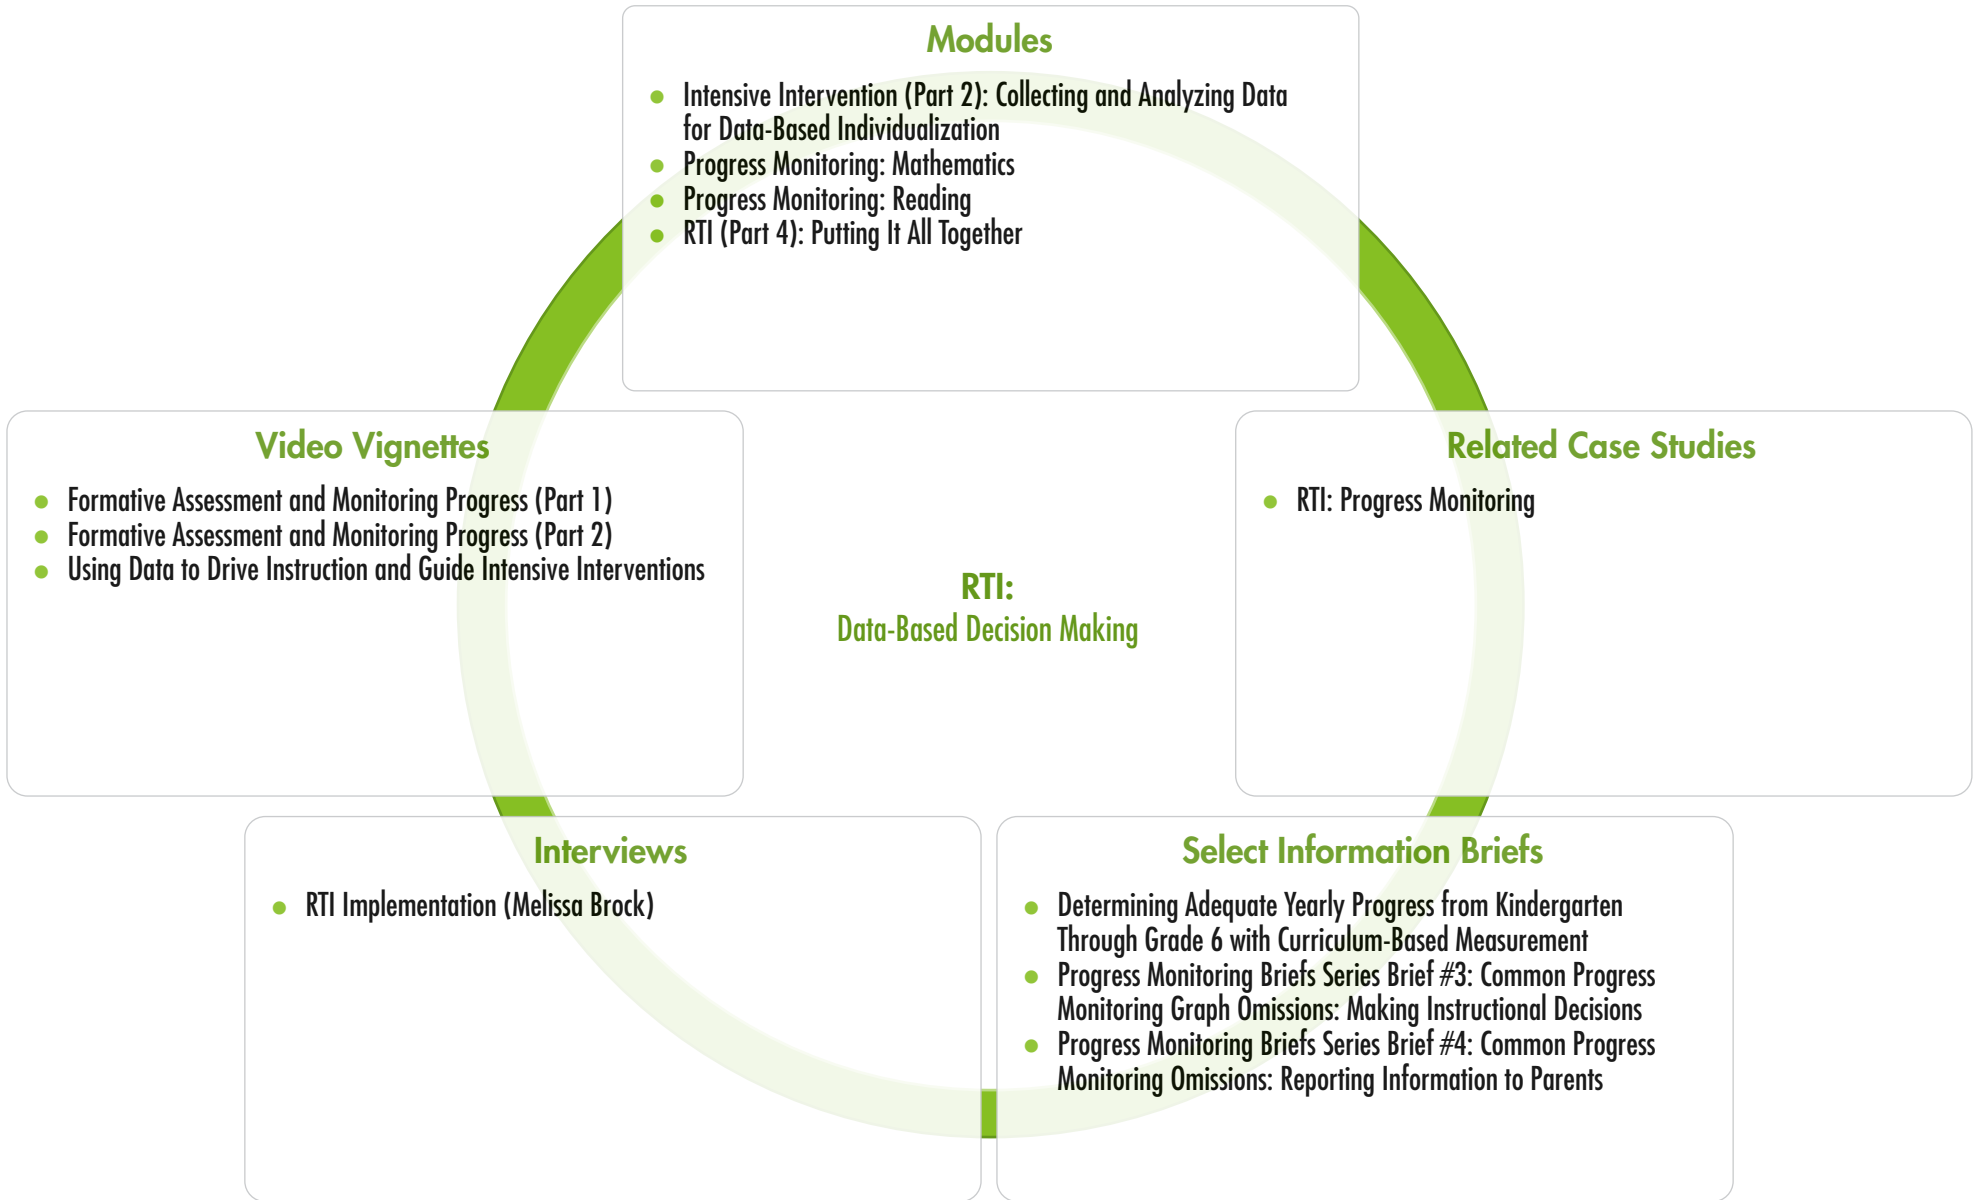 Modules
• Intensive Intervention (Part 2): Collecting and Analyzing Data
for Data-Based Individualization
• Progress Monitoring: Mathematics
• Progress Monitoring: Reading
• RTI (Part 4): Putting It All Together
Video Vignettes
• Formative Assessment and Monitoring Progress (Part 1)
• Formative Assessment and Monitoring Progress (Part 2)
• Using Data to Drive Instruction and Guide Intensive Interventions
RTI:
Data-Based Decision Making
Related Case Studies
• RTI: Progress Monitoring
Interviews
• RTI Implementation (Melissa Brock)
Select Information Briefs
• Determining Adequate Yearly Progress from Kindergarten
Through Grade 6 with Curriculum-Based Measurement
• Progress Monitoring Briefs Series Brief #3: Common Progress
Monitoring Graph Omissions: Making Instructional Decisions
• Progress Monitoring Briefs Series Brief #4: Common Progress
Monitoring Omissions: Reporting Information to Parents